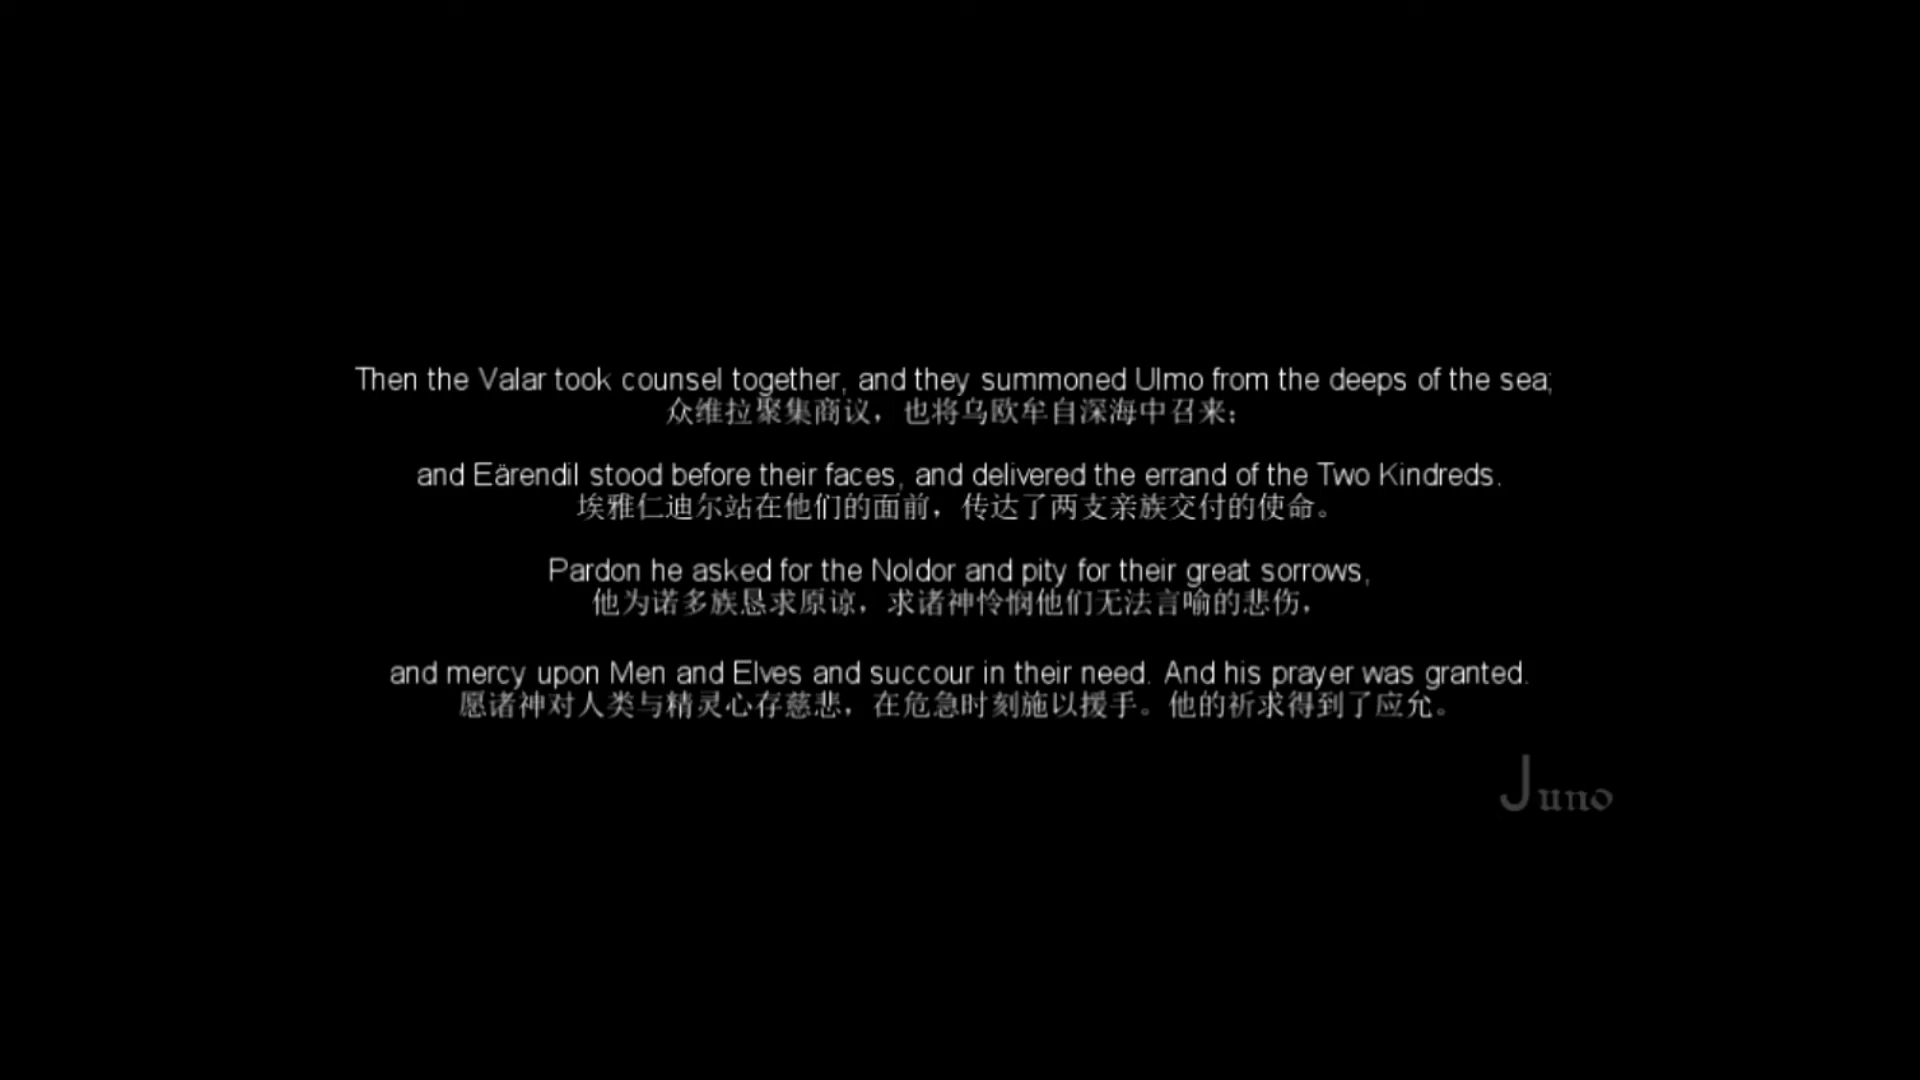 Then the Valar took counsel together, and they summoned Ulmo from the deeps of the sea;
众维拉聚集商议，也将乌欧牟自深海中召来；
and Eärendil stood before their faces, and delivered the errand of the Two Kindreds.
埃雅仁迪尔站在他们的面前，传达了两支亲族交付的使命。
Pardon he asked for the Noldor and pity for their great sorrows,
他为诺多族恳求原谅，求诸神怜悯他们无法言喻的悲伤，
and mercy upon Men and Elves and succour in their need. And his prayer was granted.
愿诸神对人类与精灵心存慈悲，在危急时刻施以援手。他的祈求得到了应允。
Juno